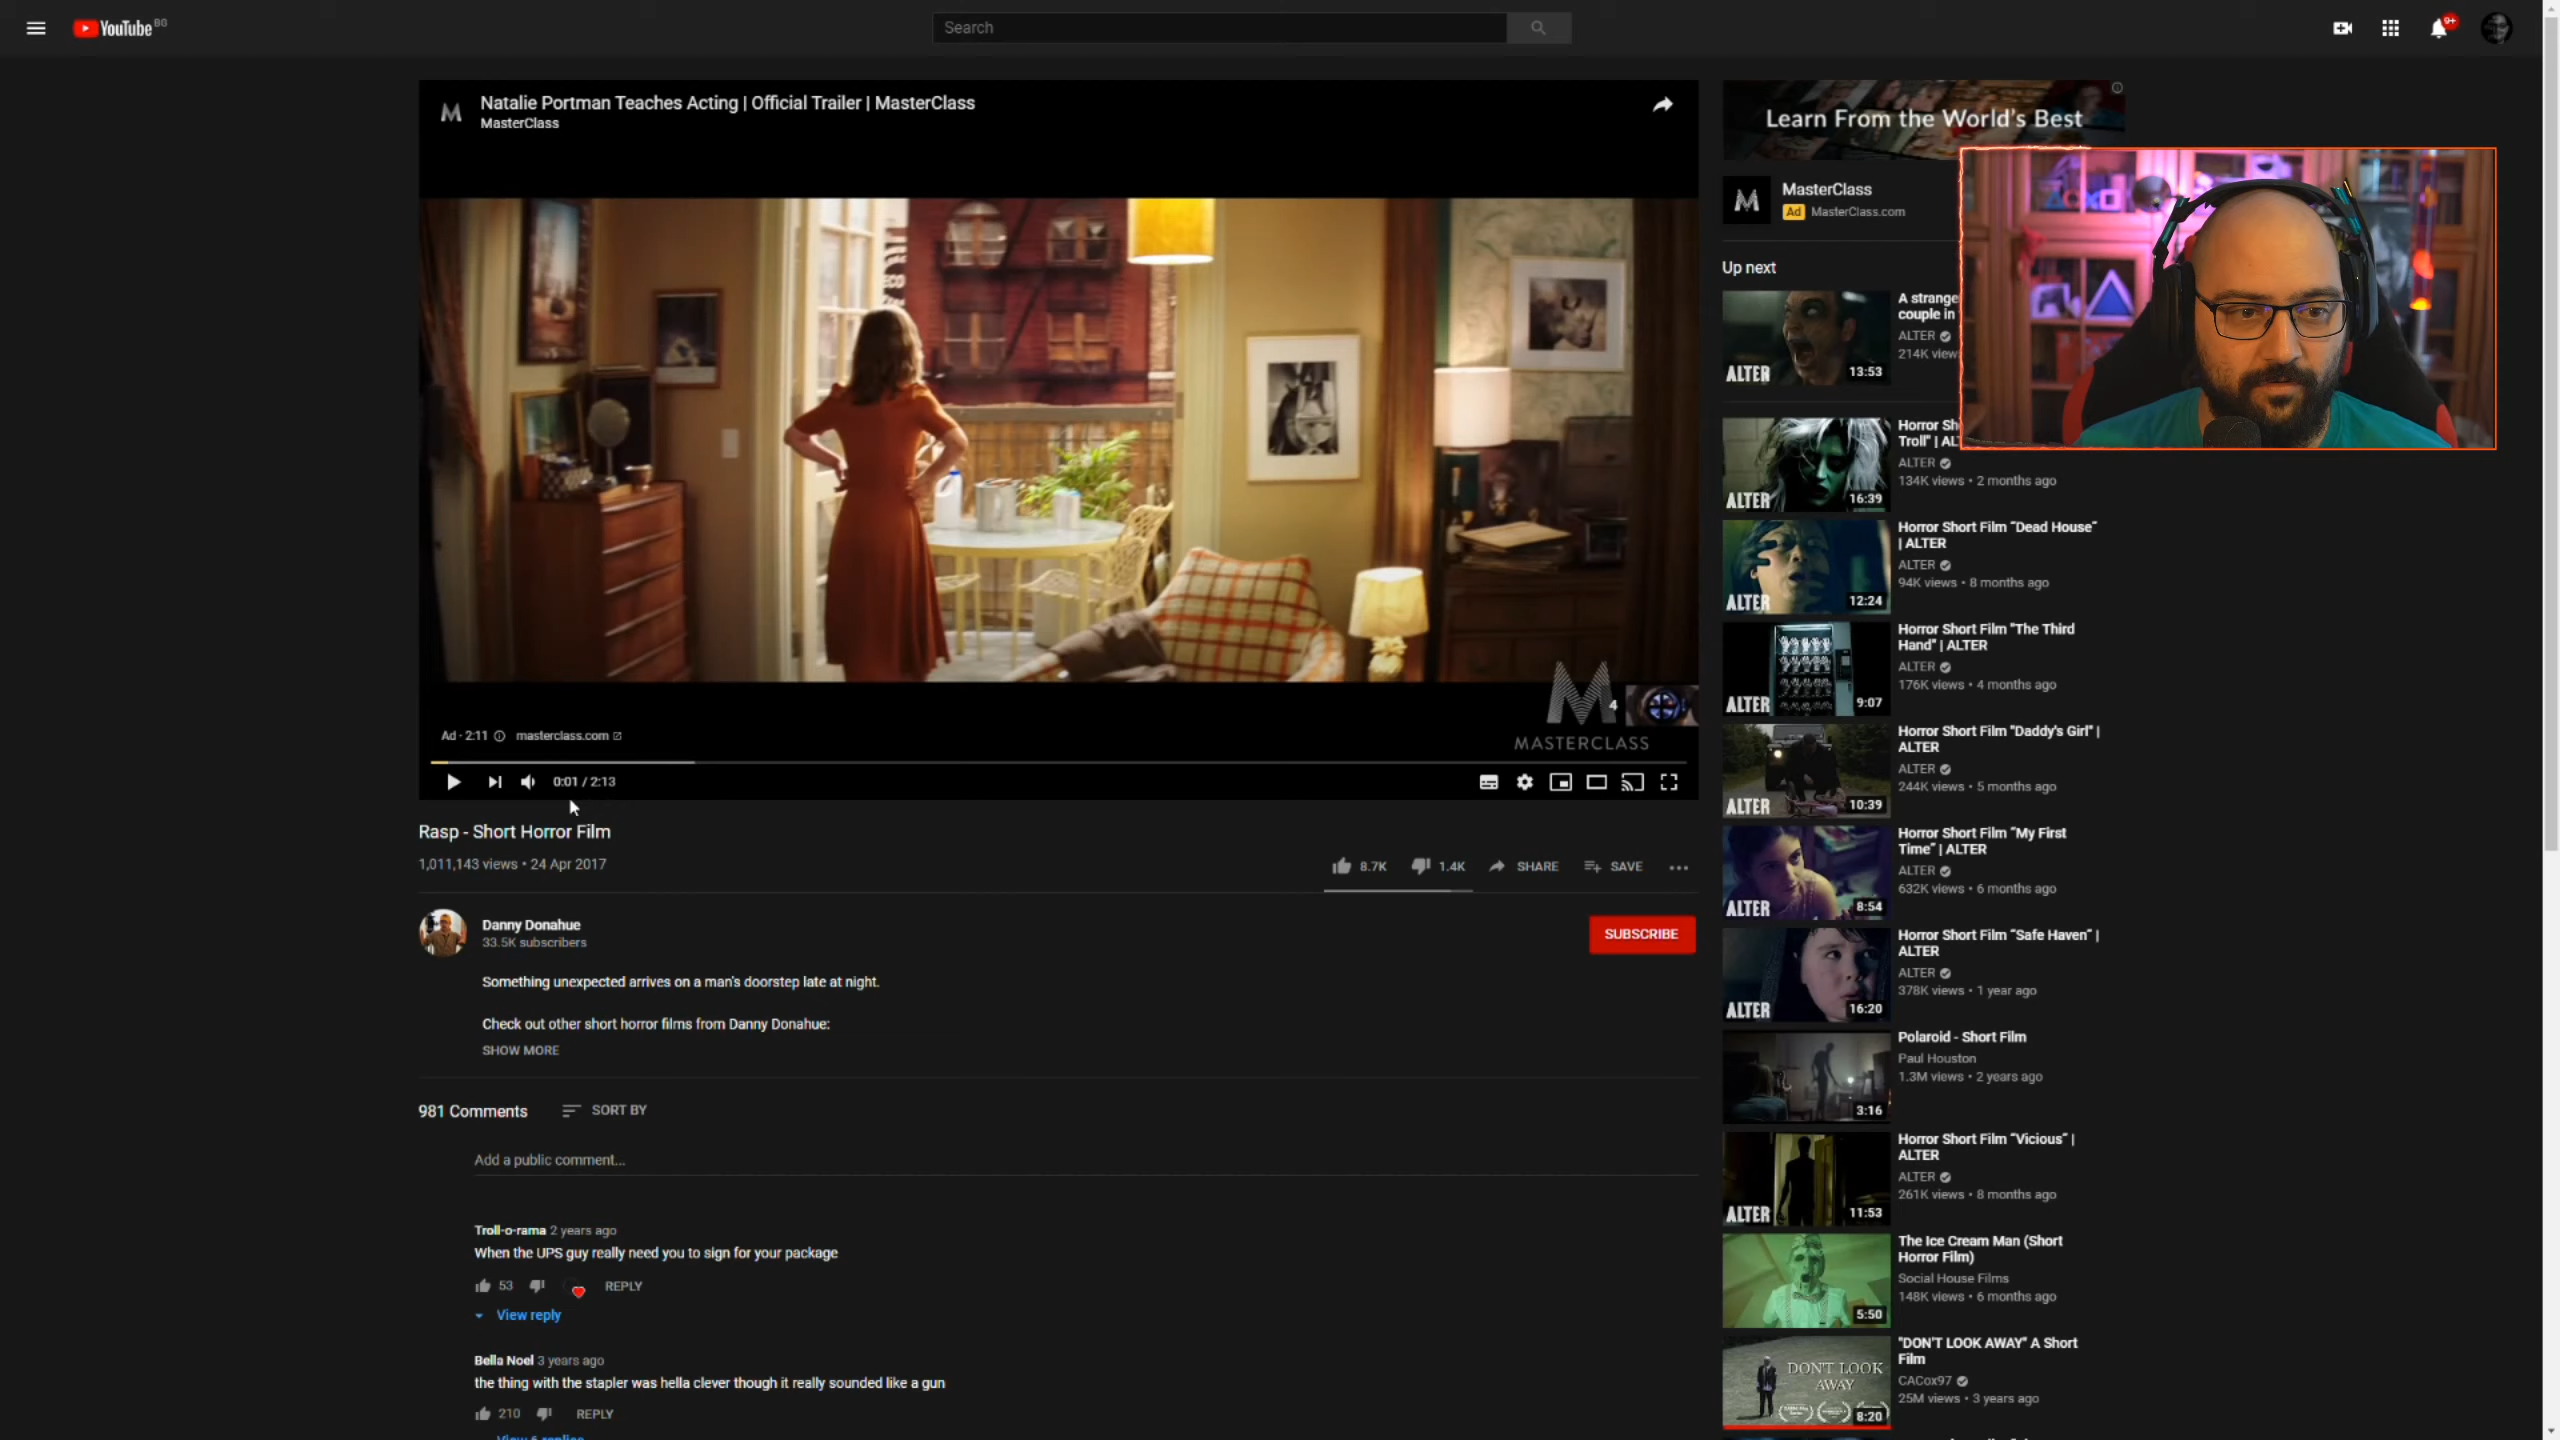 YouTube BG
Search
9+
Natalie Portman Teaches Acting | Official Trailer | MasterClass
MasterClass
4
MASTERCLASS
Ad · 2:11 masterclass.com
0:01 / 2:13
Rasp - Short Horror Film
1,011,143 views • 24 Apr 2017
8.7K 1.4K SHARE SAVE
Danny Donahue
33.5K subscribers
SUBSCRIBE
Something unexpected arrives on a man's doorstep late at night.
Check out other short horror films from Danny Donahue:
SHOW MORE
981 Comments SORT BY
Add a public comment...
Troll-o-rama 2 years ago
When the UPS guy really need you to sign for your package
53 REPLY
View reply
Bella Noel 3 years ago
the thing with the stapler was hella clever though it really sounded like a gun
210 REPLY
Learn From the World's Best
MasterClass
Ad MasterClass.com
Up next
A strange
couple in
ALTER
214K view
ALTER 13:53
Horror Sh
Troll" | AL
ALTER
134K views • 2 months ago
ALTER 16:39
Horror Short Film "Dead House"
| ALTER
ALTER
94K views • 8 months ago
ALTER 12:24
Horror Short Film "The Third
Hand" | ALTER
ALTER
176K views • 4 months ago
ALTER 9:07
Horror Short Film "Daddy's Girl" |
ALTER
ALTER
244K views • 5 months ago
ALTER 10:39
Horror Short Film "My First
Time" | ALTER
ALTER
632K views • 6 months ago
ALTER 8:54
Horror Short Film "Safe Haven" |
ALTER
ALTER
378K views • 1 year ago
ALTER 16:20
Polaroid - Short Film
Paul Houston
1.3M views • 2 years ago
3:16
Horror Short Film "Vicious" |
ALTER
ALTER
261K views • 8 months ago
ALTER 11:53
The Ice Cream Man (Short
Horror Film)
Social House Films
148K views • 6 months ago
5:50
"DON'T LOOK AWAY" A Short
Film
CACox97
25M views • 3 years ago
DON'T LOOK
AWAY
8:20